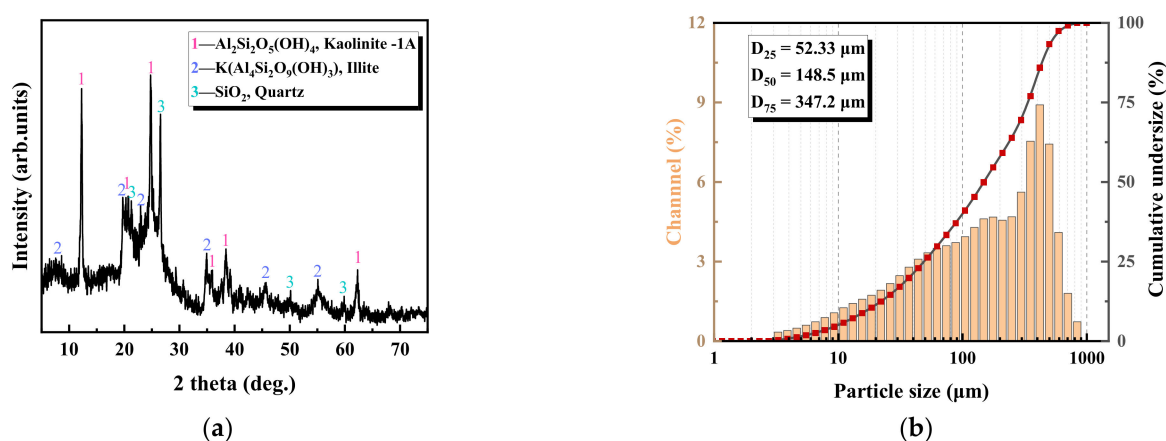 1—Al₂Si₂O₅(OH)₄, Kaolinite -1A
2—K(Al₄Si₂O₉(OH)₃), Illite
3—SiO₂, Quartz
1
1
3
2
1
3
2
2
2
1
1
2
3
2
3
1
Intensity (arb.units)
10 20 30 40 50 60 70
2 theta (deg.)
(a)
D₂₅ = 52.33 μm
D₅₀ = 148.5 μm
D₇₅ = 347.2 μm
12
9
6
3
0
Channel (%)
100
75
50
25
0
Cumulative undersize (%)
1 10 100 1000
Particle size (μm)
(b)